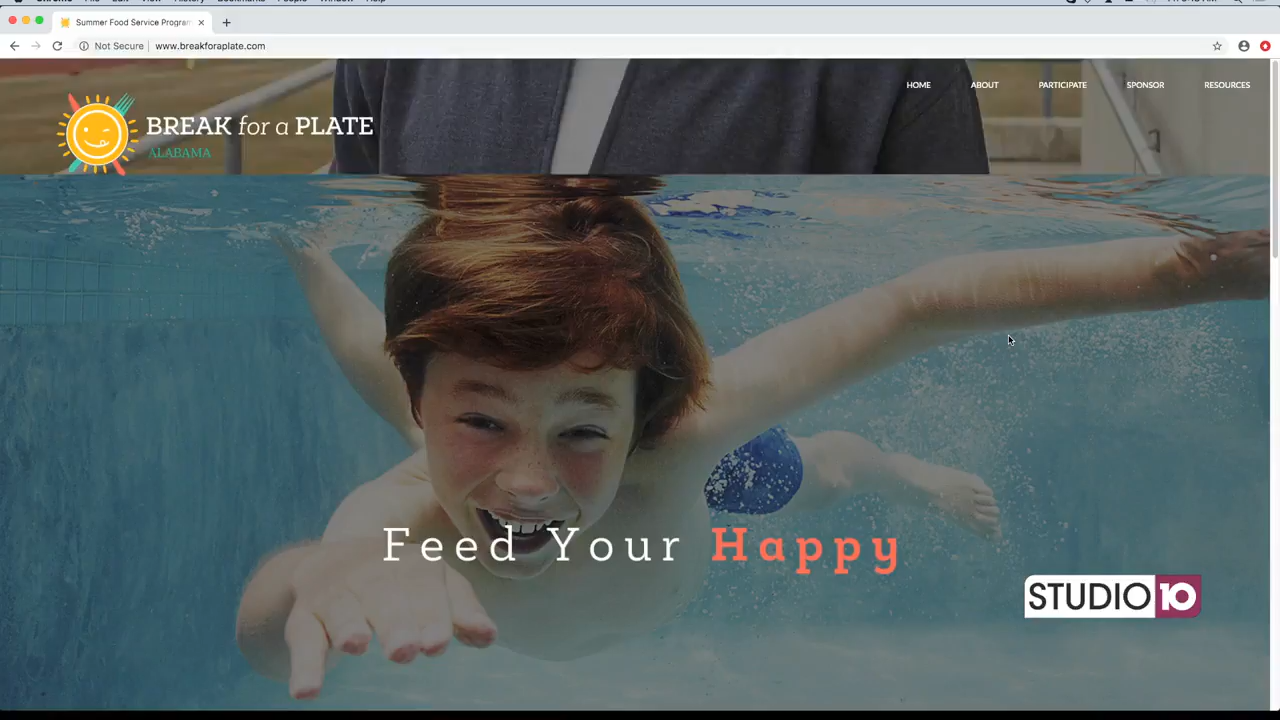 Summer Food Service Program
Not Secure www.breakforaplate.com
HOME ABOUT PARTICIPATE SPONSOR RESOURCES
BREAK for a PLATE
ALABAMA
Feed Your Happy
STUDIO 10